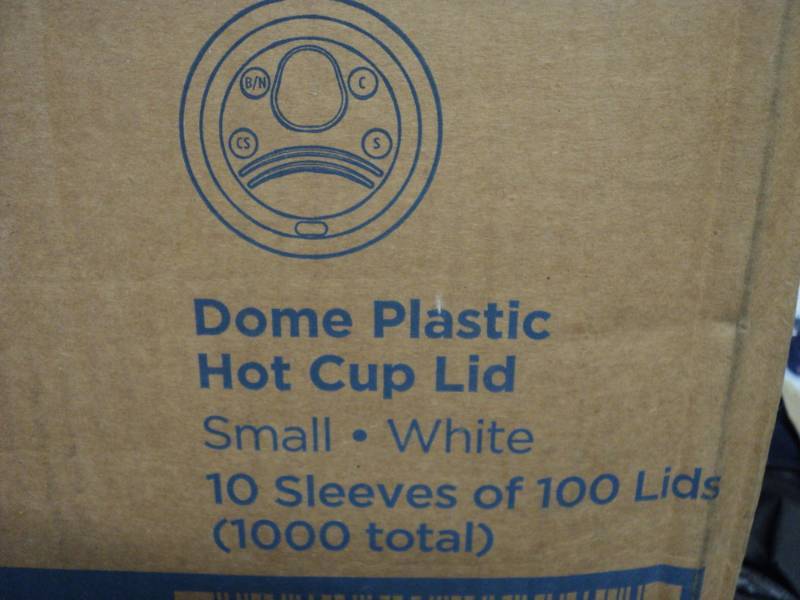 B/N C
CS S
Dome Plastic
Hot Cup Lid
Small • White
10 Sleeves of 100 Lids
(1000 total)